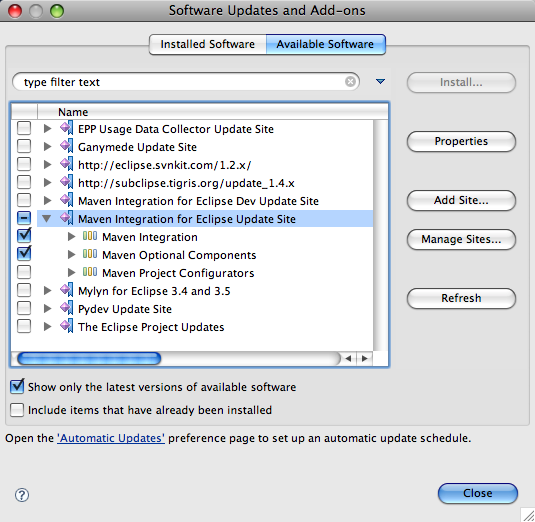 Software Updates and Add-ons
Installed Software Available Software
type filter text
Install...
Name
EPP Usage Data Collector Update Site
Properties
Ganymede Update Site
http://eclipse.svnkit.com/1.2.x/
http://subclipse.tigris.org/update_1.4.x
Maven Integration for Eclipse Dev Update Site
Add Site...
Maven Integration for Eclipse Update Site
Maven Integration
Manage Sites...
Maven Optional Components
Maven Project Configurators
Mylyn for Eclipse 3.4 and 3.5
Refresh
Pydev Update Site
The Eclipse Project Updates
Show only the latest versions of available software
Include items that have already been installed
Open the 'Automatic Updates' preference page to set up an automatic update schedule.
?
Close